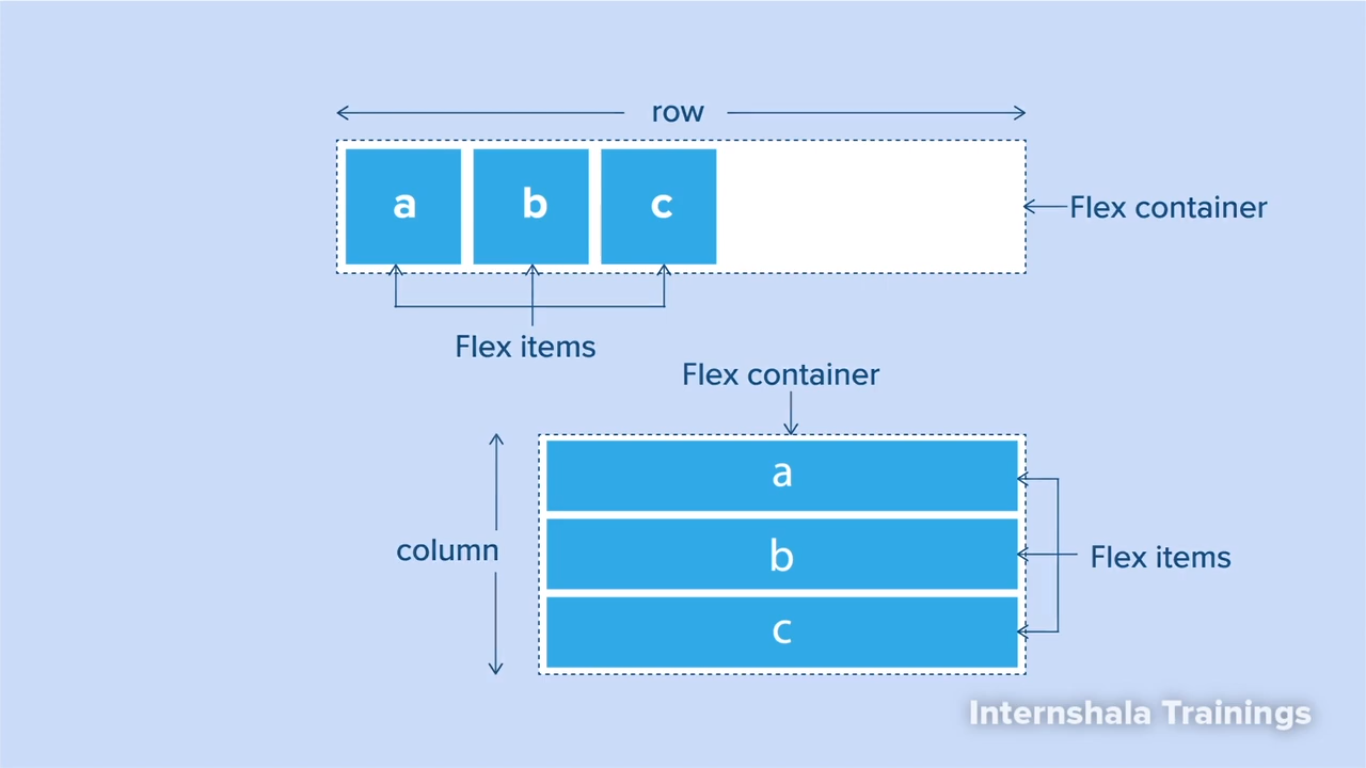 row
a
b
c
Flex container
Flex items
Flex container
column
a
b
c
Flex items
Internshala Trainings